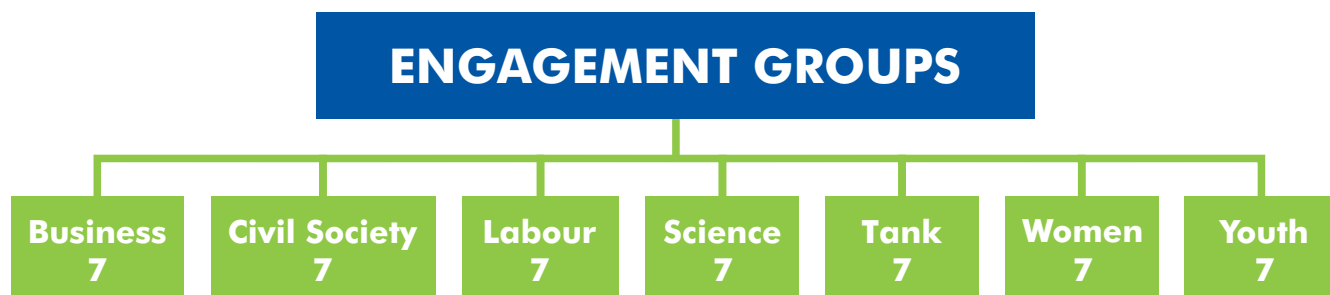 ENGAGEMENT GROUPS
Business
7
Civil Society
7
Labour
7
Science
7
Tank
7
Women
7
Youth
7